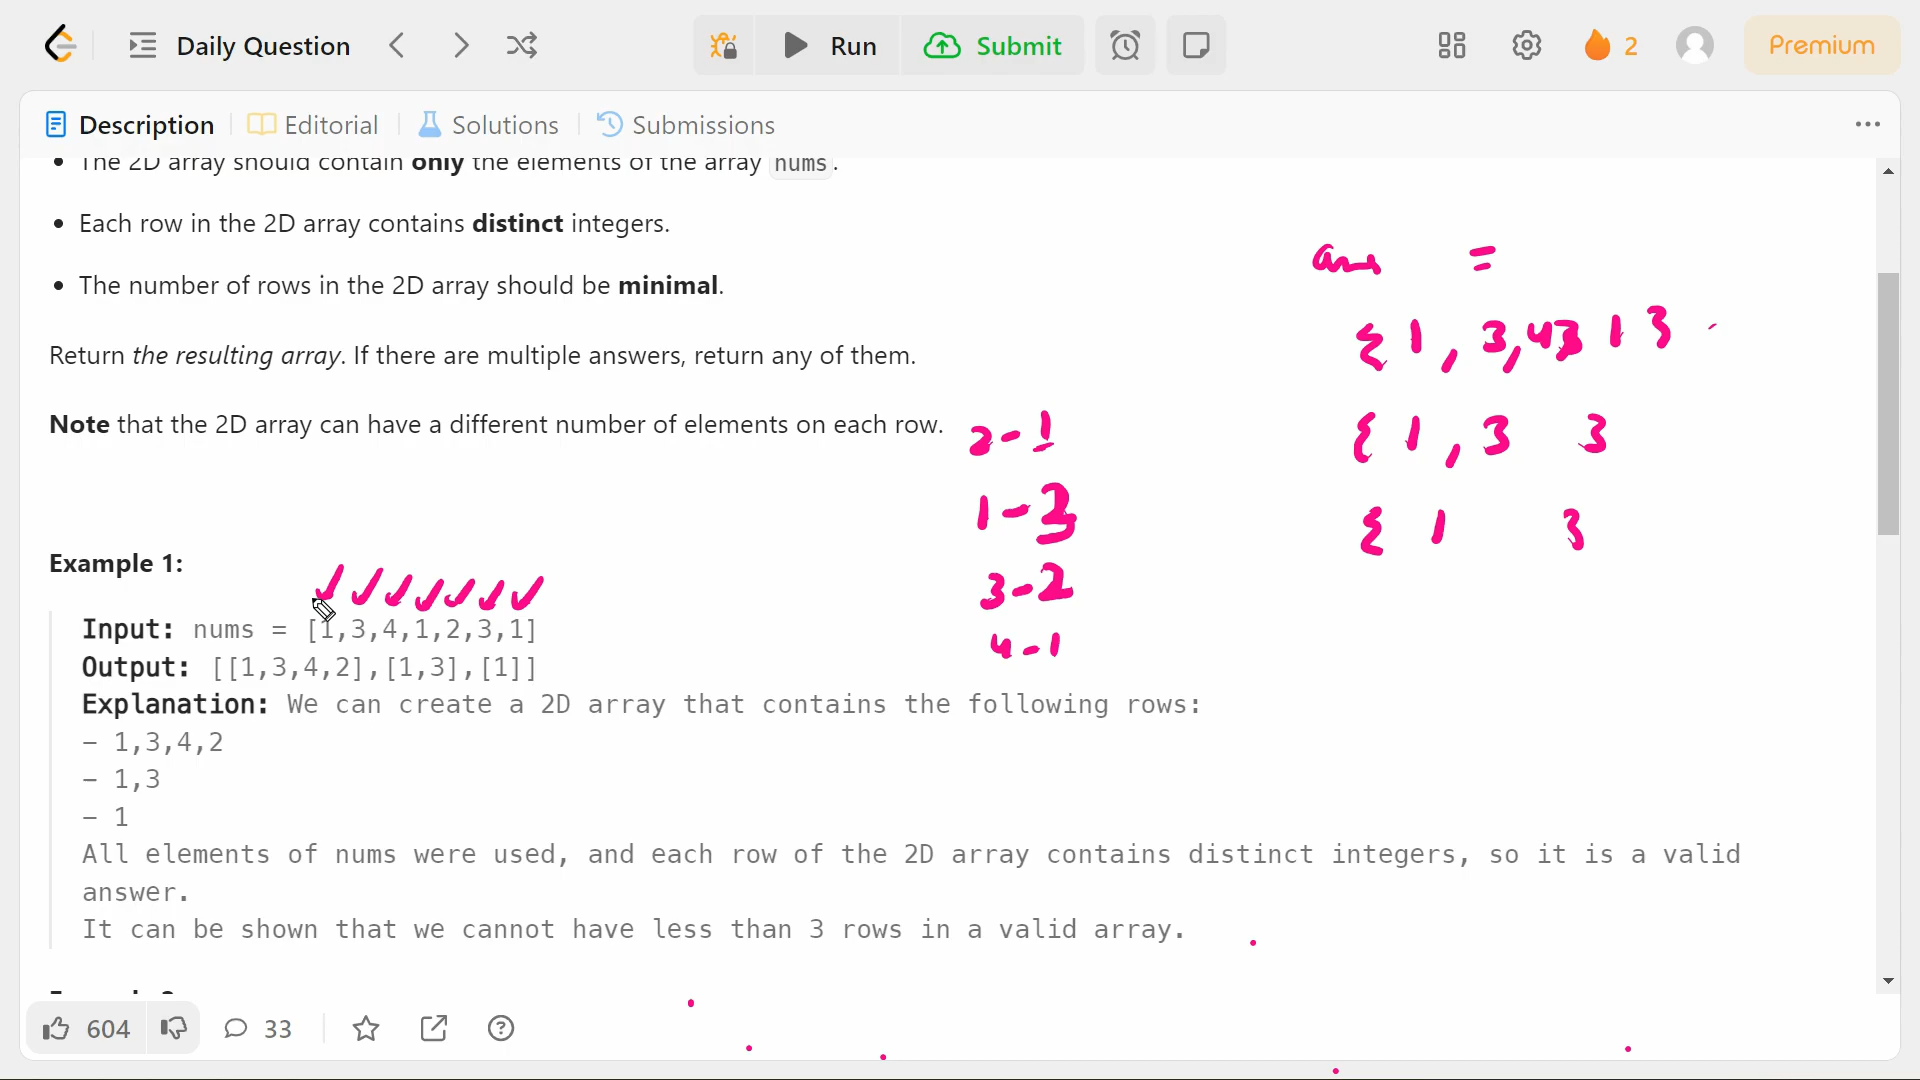 Daily Question
Run
Submit
2
Premium
Description
Editorial
Solutions
Submissions
• The 2D array should contain only the elements of the array nums.
• Each row in the 2D array contains distinct integers.
• The number of rows in the 2D array should be minimal.
Return the resulting array. If there are multiple answers, return any of them.
Note that the 2D array can have a different number of elements on each row.
ans =
{ 1 , 3, 4
{ 1 , 3 }
{ 1 }
2 - 1
3 - 2
4 - 1
Example 1:
Input: nums = [1,3,4,1,2,3,1]
Output: [[1,3,4,2],[1,3],[1]]
Explanation: We can create a 2D array that contains the following rows:
- 1,3,4,2
- 1,3
- 1
All elements of nums were used, and each row of the 2D array contains distinct integers, so it is a valid
answer.
It can be shown that we cannot have less than 3 rows in a valid array.
604
33